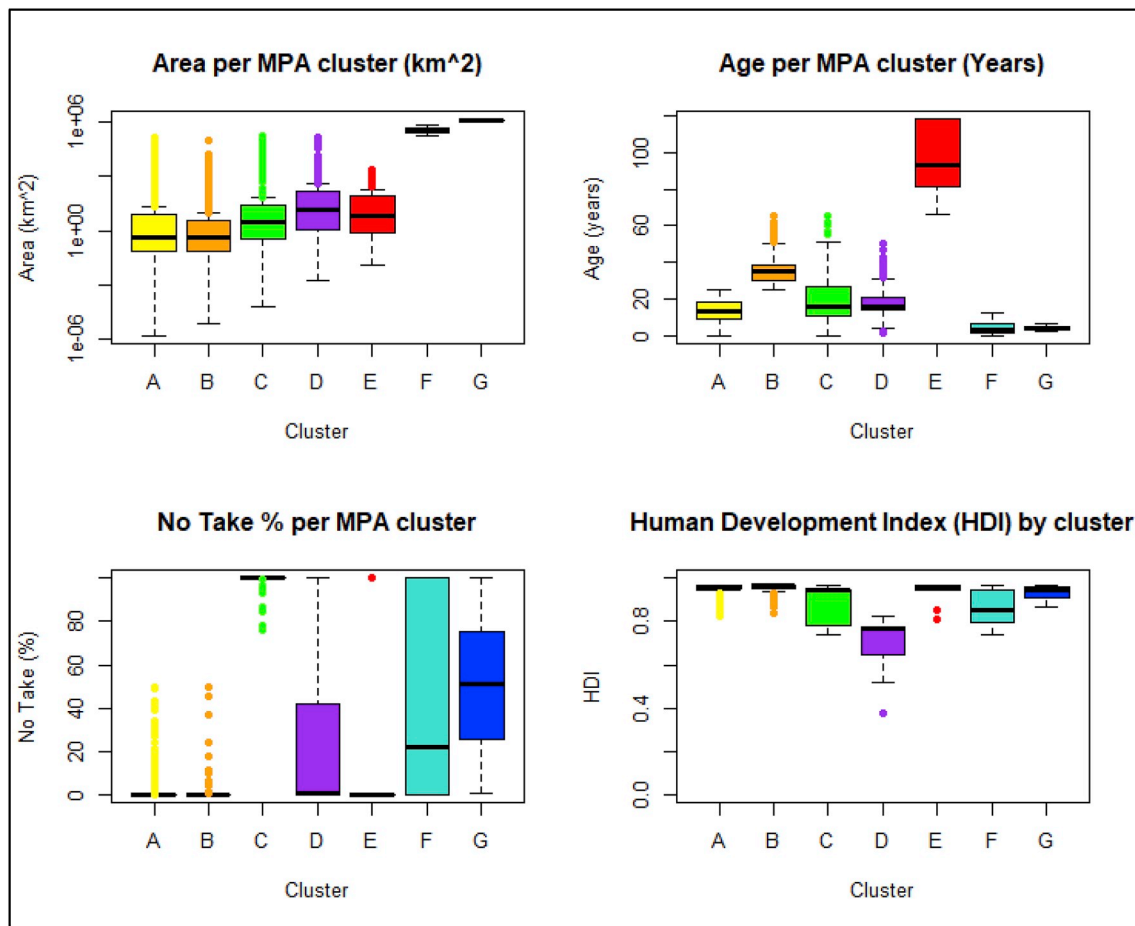 Area per MPA cluster (km^2)
Area (km^2)
1e+06
1e+00
1e-06
A B C D E F G
Cluster
Age per MPA cluster (Years)
Age (years)
100
60
20
0
A B C D E F G
Cluster
No Take % per MPA cluster
No Take (%)
80
60
40
20
0
A B C D E F G
Cluster
Human Development Index (HDI) by cluster
HDI
0.8
0.4
0.0
A B C D E F G
Cluster